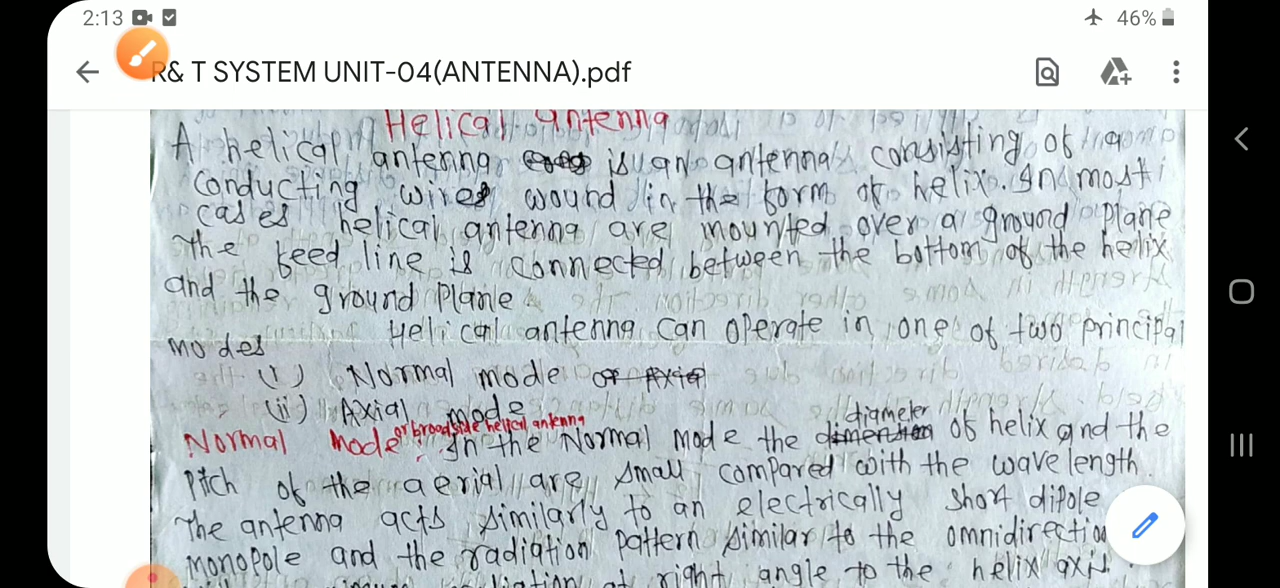 2:13
46%
R& T SYSTEM UNIT-04(ANTENNA).pdf
Helical antenna
A helical antenna is an antenna consisting of a
conducting wires wound in the form of helix. In most
cases helical antenna are mounted over a ground plane
The feed line is connected between the bottom of the helix
and the ground plane
Helical antenna can operate in one of two principal
modes
(i) Normal mode or Axial
(ii) Axial mode
or broadside helical antenna
Normal Mode: In the Normal mode the diameter of helix and the
pitch of the aerial are small compared with the wavelength.
The antenna acts similarly to an electrically short dipole
monopole and the radiation pattern similar to the omnidirectio
radiation at right angle to the helix axis.